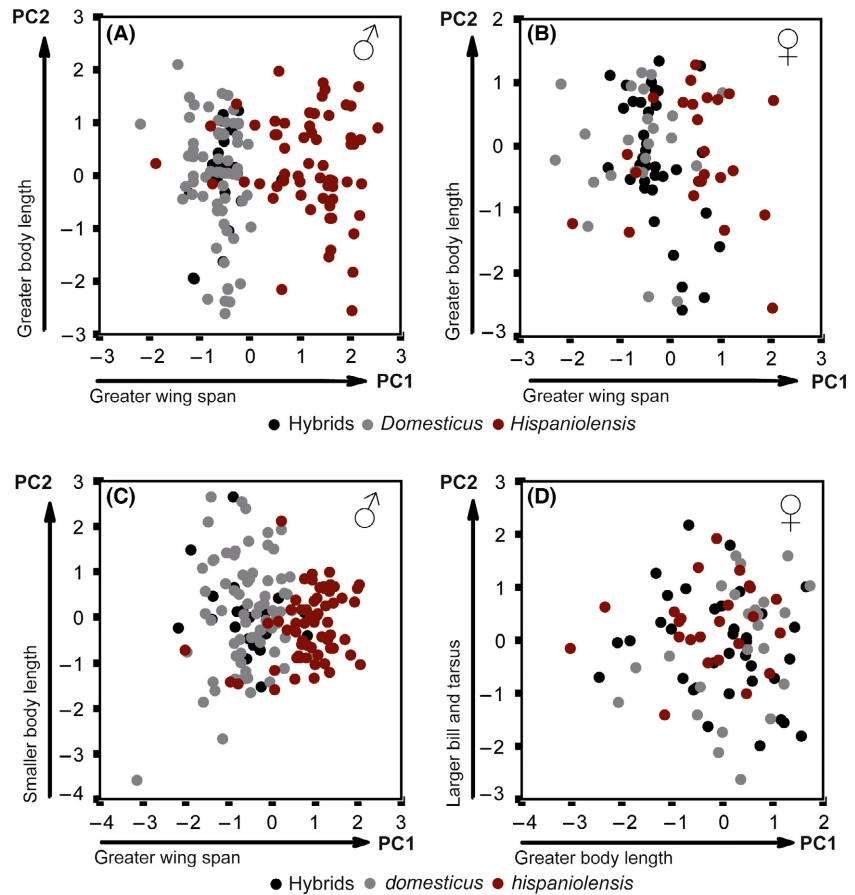 PC2
(A)
♂
3
2
1
0
−1
−2
−3
Greater body length
−3 −2 −1 0 1 2 3
PC1
Greater wing span
PC2
(B)
♀
2
1
0
−1
−2
−3
Greater body length
−3 −2 −1 0 1 2 3
PC1
Greater wing span
Hybrids Domesticus Hispaniolensis
PC2
(C)
♂
3
2
1
0
−1
−2
−3
−4
Smaller body length
−4 −3 −2 −1 0 1 2 3
PC1
Greater wing span
PC2
(D)
♀
3
2
1
0
−1
−2
−3
Larger bill and tarsus
−4 −3 −2 −1 0 1 2
PC1
Greater body length
Hybrids domesticus hispaniolensis